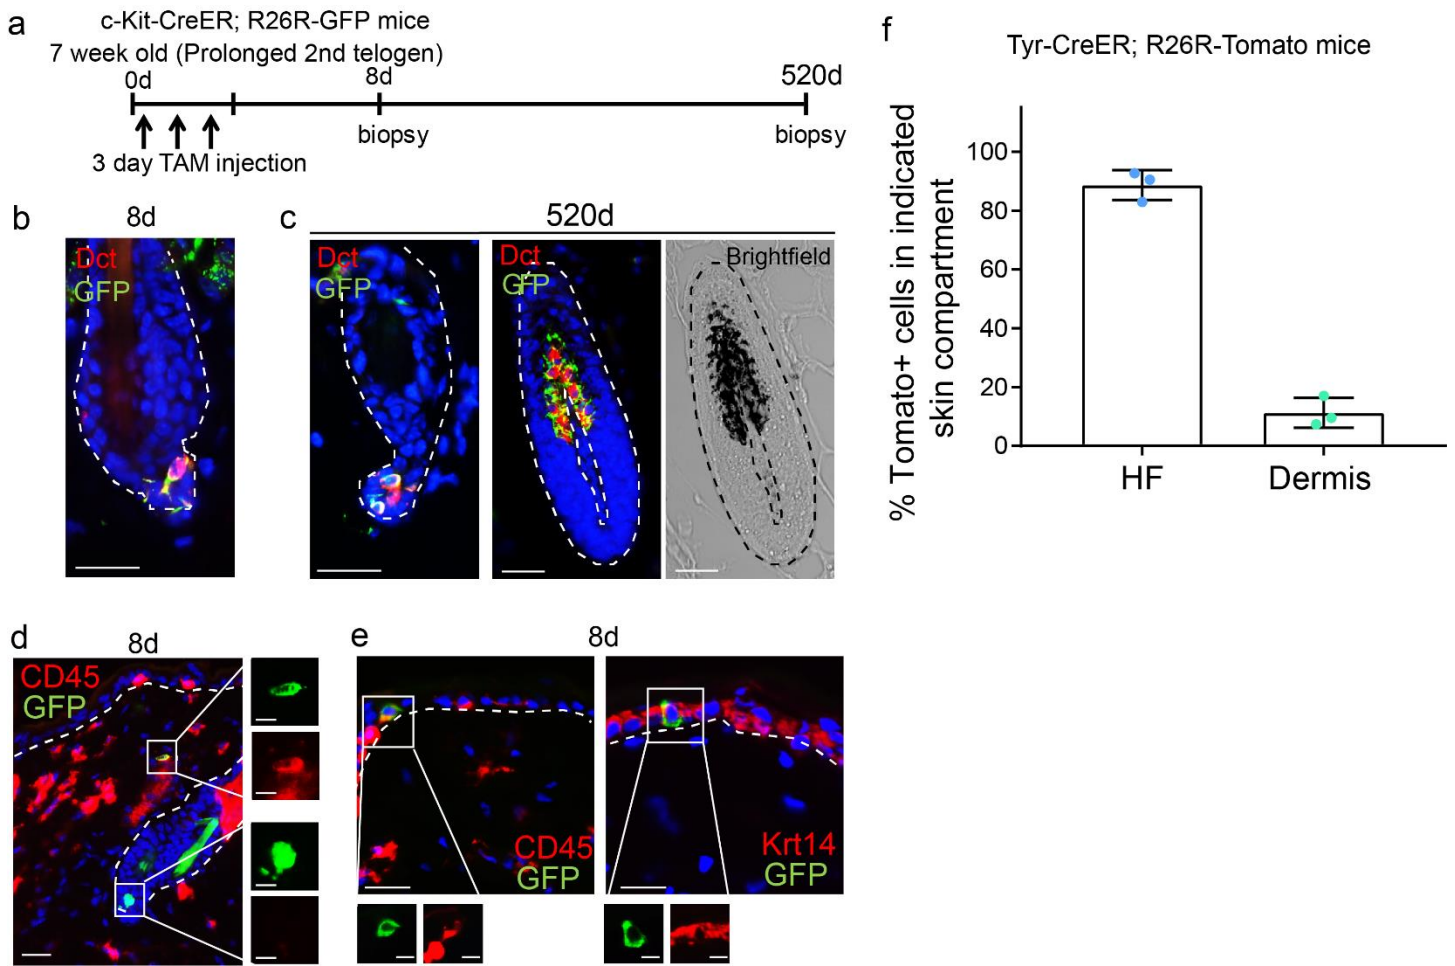 a
c-Kit-CreER; R26R-GFP mice
7 week old (Prolonged 2nd telogen)
0d
8d
520d
biopsy
biopsy
3 day TAM injection
b
8d
Dct
GFP
c
520d
Dct
GFP
Dct
GFP
Brightfield
d
8d
CD45
GFP
e
8d
CD45
GFP
Krt14
GFP
f
Tyr-CreER; R26R-Tomato mice
% Tomato+ cells in indicated
skin compartment
100
80
60
40
20
0
HF
Dermis